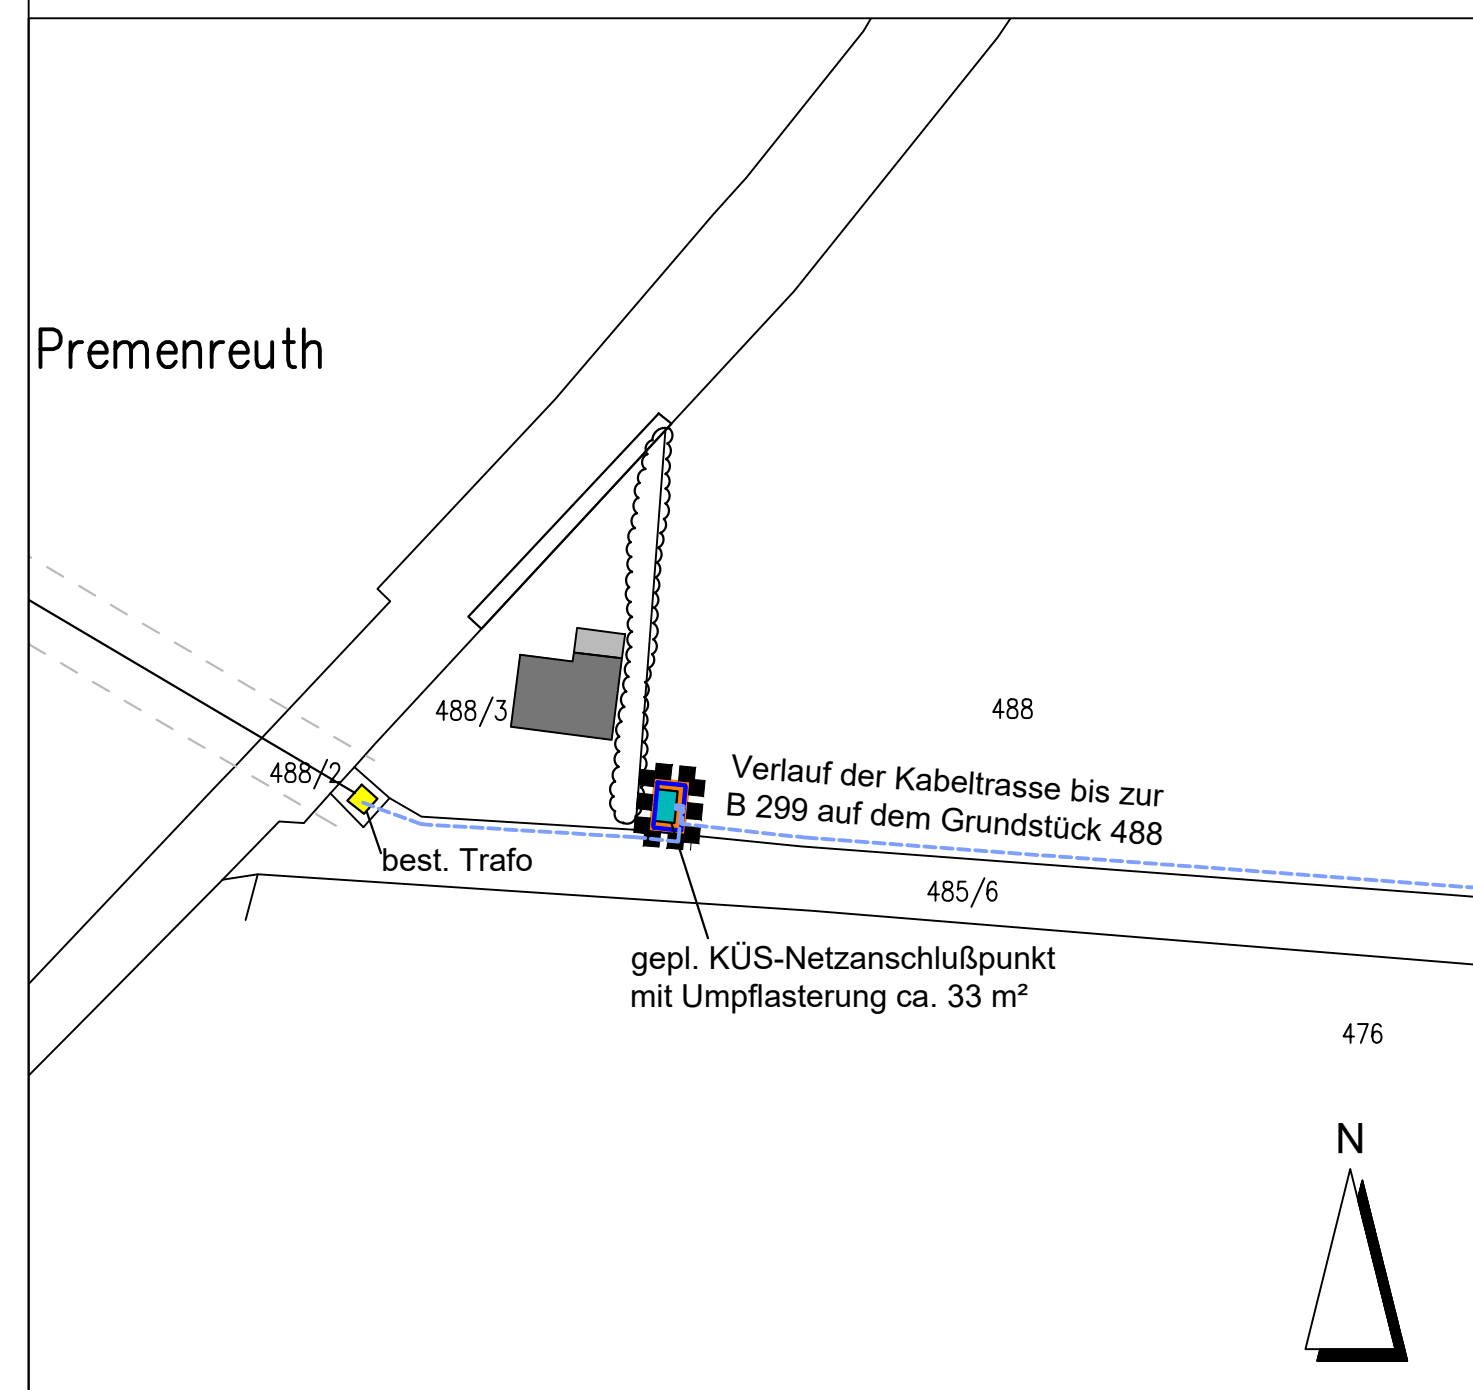 Premenreuth
488/3
488
488/2
Verlauf der Kabeltrasse bis zur
B 299 auf dem Grundstück 488
best. Trafo
485/6
gepl. KÜS-Netzanschlußpunkt
mit Umpflasterung ca. 33 m²
476
N